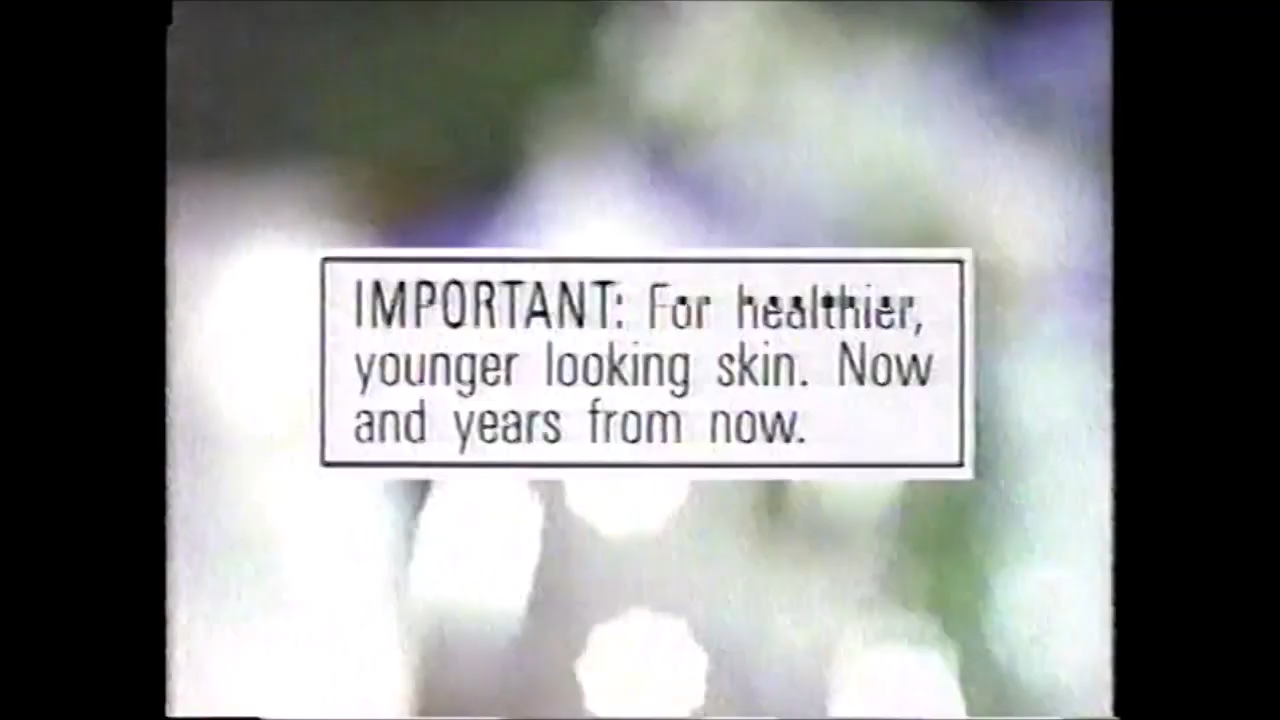 IMPORTANT: For healthier,
younger looking skin. Now
and years from now.